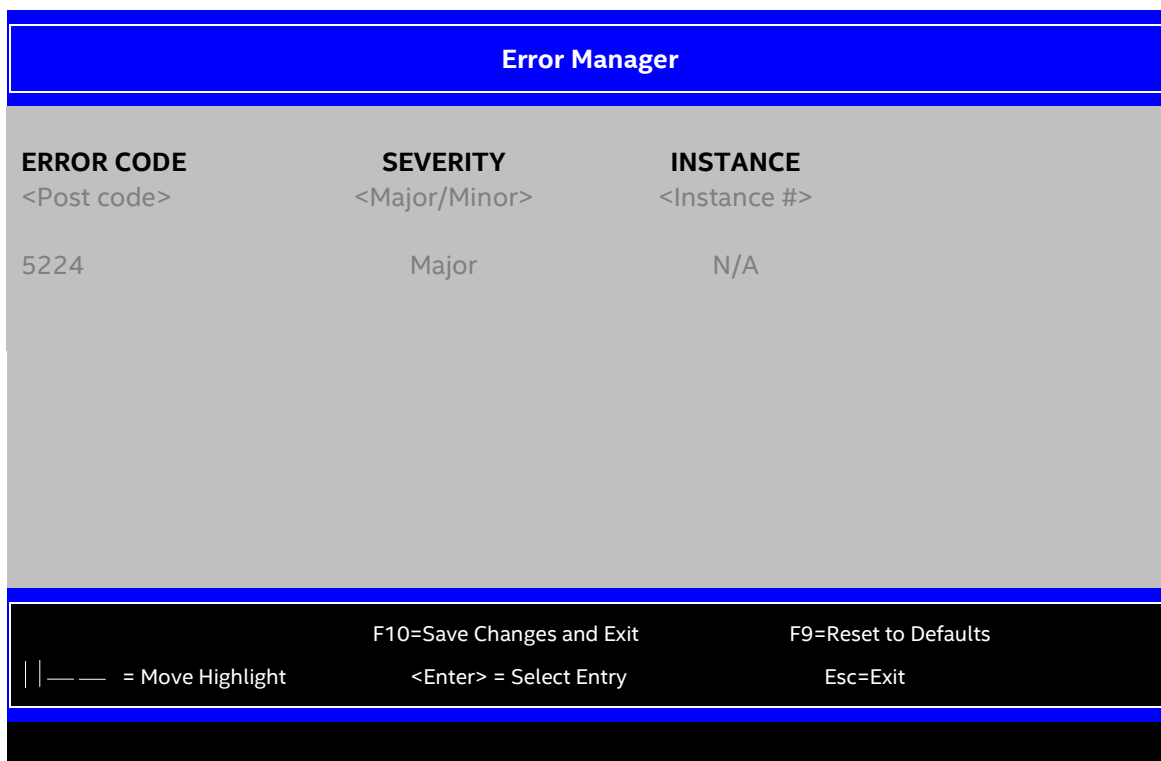 Error Manager
ERROR CODE SEVERITY INSTANCE
<Post code> <Major/Minor> <Instance #>
5224 Major N/A
F10=Save Changes and Exit F9=Reset to Defaults
= Move Highlight <Enter> = Select Entry Esc=Exit